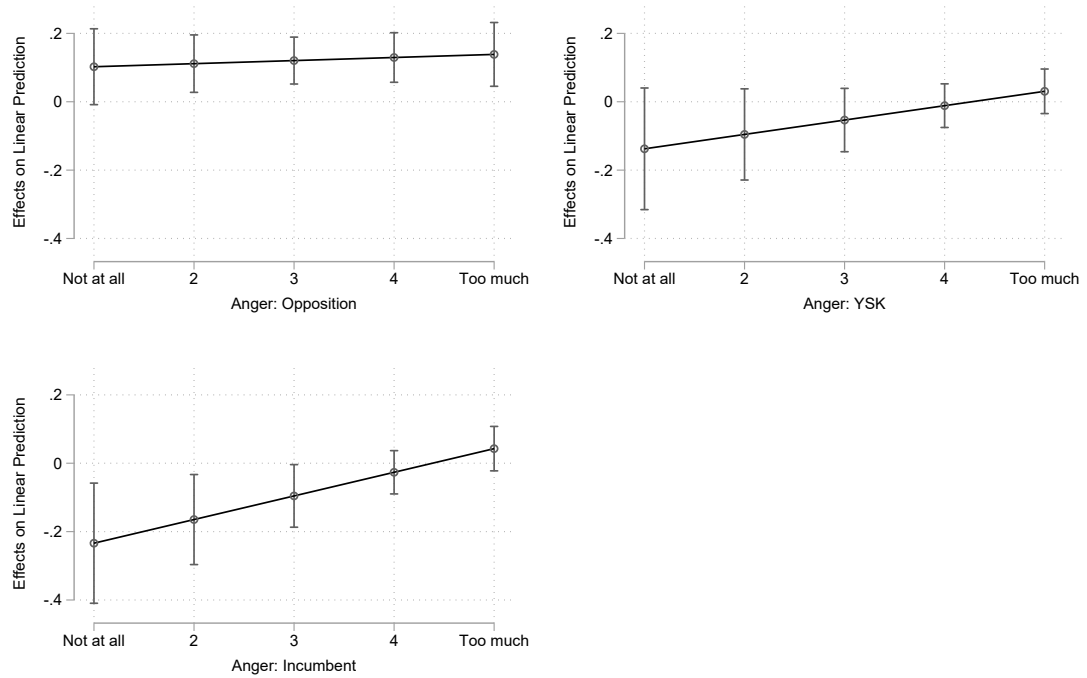 Effects on Linear Prediction
.2
0
-.2
-.4
Not at all 2 3 4 Too much
Anger: Opposition
Effects on Linear Prediction
.2
0
-.2
-.4
Not at all 2 3 4 Too much
Anger: YSK
Effects on Linear Prediction
.2
0
-.2
-.4
Not at all 2 3 4 Too much
Anger: Incumbent